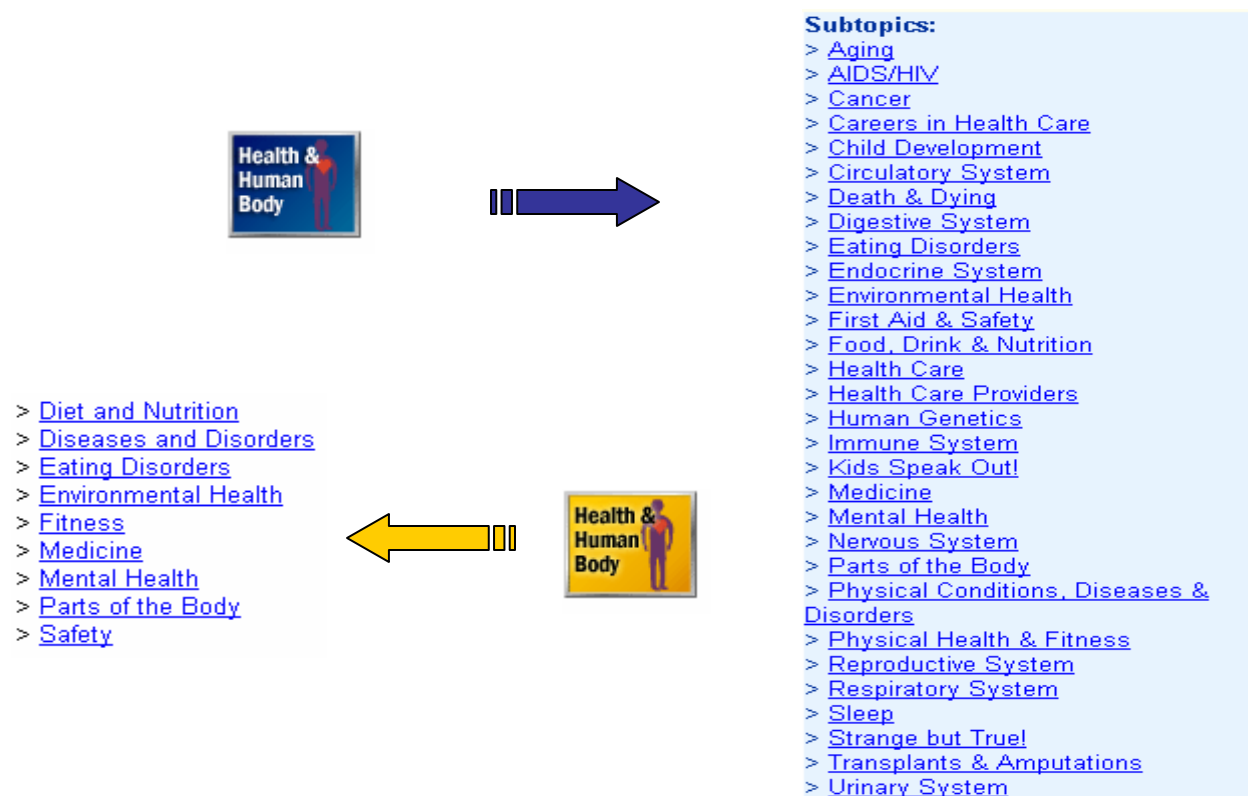 Health &
Human
Body
Subtopics:
> Aging
> AIDS/HIV
> Cancer
> Careers in Health Care
> Child Development
> Circulatory System
> Death & Dying
> Digestive System
> Eating Disorders
> Endocrine System
> Environmental Health
> First Aid & Safety
> Food, Drink & Nutrition
> Health Care
> Health Care Providers
> Human Genetics
> Immune System
> Kids Speak Out!
> Medicine
> Mental Health
> Nervous System
> Parts of the Body
> Physical Conditions, Diseases &
Disorders
> Physical Health & Fitness
> Reproductive System
> Respiratory System
> Sleep
> Strange but True!
> Transplants & Amputations
> Urinary System
> Diet and Nutrition
> Diseases and Disorders
> Eating Disorders
> Environmental Health
> Fitness
> Medicine
> Mental Health
> Parts of the Body
> Safety
Health &
Human
Body